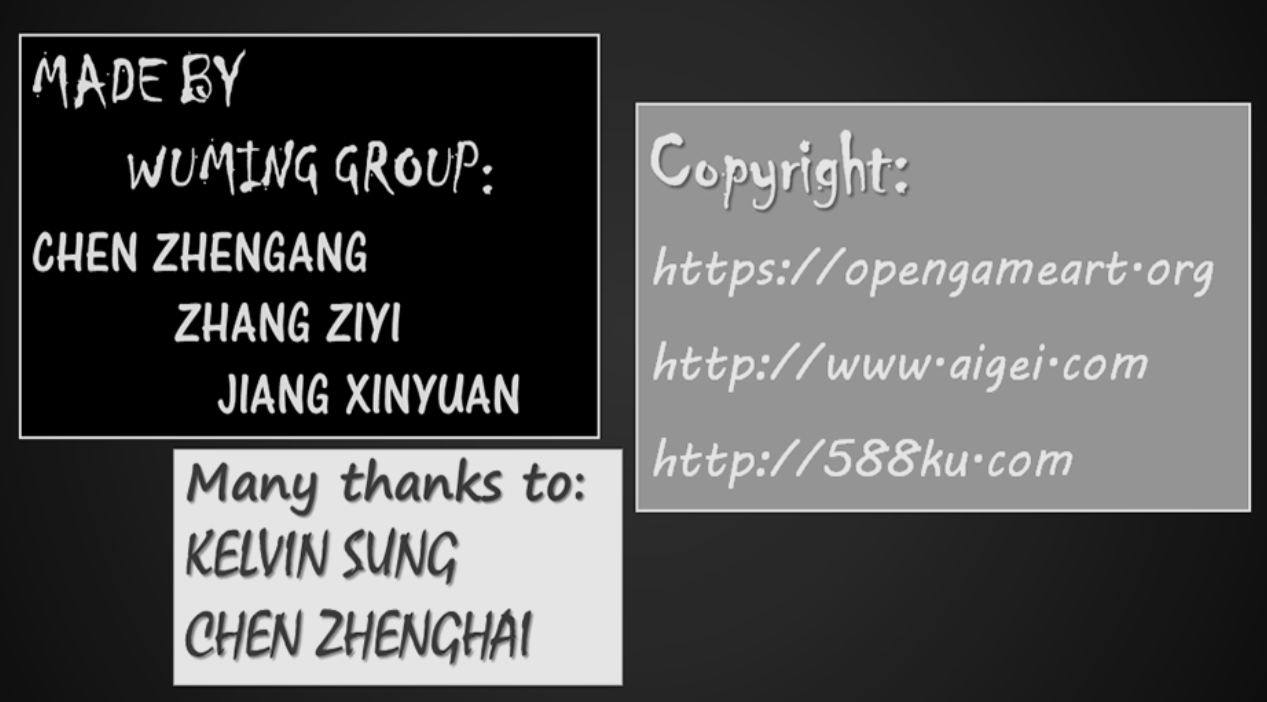 MADE BY
WUMING GROUP:
CHEN ZHENGANG
ZHANG ZIYI
JIANG XINYUAN
Many thanks to:
KELVIN SUNG
CHEN ZHENGHAI
Copyright:
https://opengameart.org
http://www.aigei.com
http://588ku.com